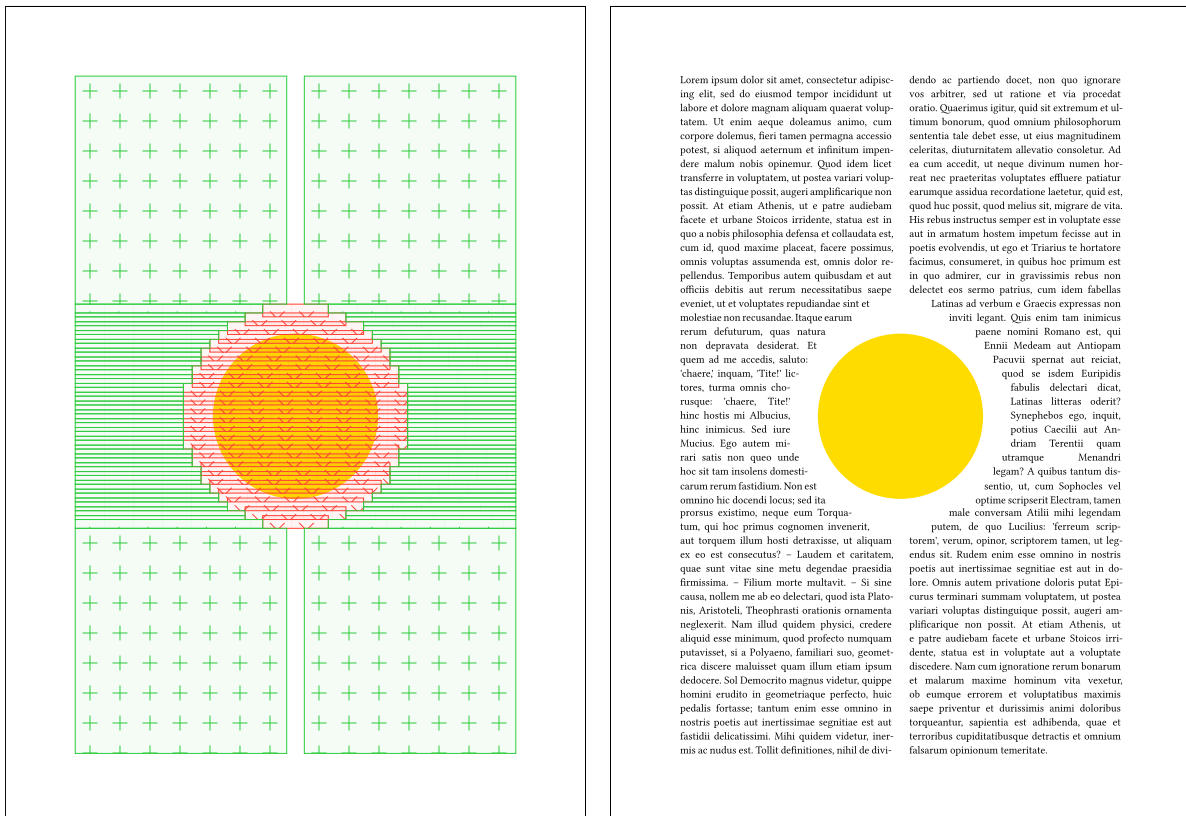 Lorem ipsum dolor sit amet, consectetur adipisc-
ing elit, sed do eiusmod tempor incididunt ut
labore et dolore magnam aliquam quaerat volup-
tatem. Ut enim aeque doleamus animo, cum
corpore dolemus, fieri tamen permagna accessio
potest, si aliquod aeternum et infinitum impen-
dere malum nobis opinemur. Quod idem licet
transferre in voluptatem, ut postea variari volup-
tas distinguique possit, augeri amplificarique non
possit. At etiam Athenis, ut e patre audiebam
facete et urbane Stoicos irridente, statua est in
quo a nobis philosophia defensa et collaudata est,
cum id, quod maxime placeat, facere possimus,
omnis voluptas assumenda est, omnis dolor re-
pellendus. Temporibus autem quibusdam et aut
officiis debitis aut rerum necessitatibus saepe
eveniet, ut et voluptates repudiandae sint et
molestiae non recusandae. Itaque earum
rerum defuturum, quas natura
non depravata desiderat. Et
quem ad me accedis, saluto:
'chaere,' inquam, 'Tite!' lic-
tores, turma omnis cho-
rusque: 'chaere, Tite!'
hinc hostis mi Albucius,
hinc inimicus. Sed iure
Mucius. Ego autem mi-
rari satis non queo unde
hoc sit tam insolens domesti-
carum rerum fastidium. Non est
omnino hic docendi locus; sed ita
prorsus existimo, neque eum Torqua-
tum, qui hoc primus cognomen invenerit,
aut torquem illum hosti detraxisse, ut aliquam
ex eo est consecutus? – Laudem et caritatem,
quae sunt vitae sine metu degendae praesidia
firmissima. – Filium morte multavit. – Si sine
causa, nollem me ab eo delectari, quod ista Plato-
nis, Aristoteli, Theophrasti orationis ornamenta
neglexerit. Nam illud quidem physici, credere
aliquid esse minimum, quod profecto numquam
putavisset, si a Polyaeno, familiari suo, geomet-
rica discere maluisset quam illum etiam ipsum
dedocere. Sol Democrito magnus videtur, quippe
homini erudito in geometriaque perfecto, huic
pedalis fortasse; tantum enim esse omnino in
nostris poetis aut inertissimae segnitiae est aut
fastidii delicatissimi. Mihi quidem videtur, iner-
mis ac nudus est. Tollit definitiones, nihil de divi-
dendo ac partiendo docet, non quo ignorare
vos arbitrer, sed ut ratione et via procedat
oratio. Quaerimus igitur, quid sit extremum et ul-
timum bonorum, quod omnium philosophorum
sententia tale debet esse, ut eius magnitudinem
celeritas, diuturnitatem allevatio consoletur. Ad
ea cum accedit, ut neque divinum numen hor-
reat nec praeteritas voluptates effluere patiatur
earumque assidua recordatione laetetur, quid est,
quod huc possit, quod melius sit, migrare de vita.
His rebus instructus semper est in voluptate esse
aut in armatum hostem impetum fecisse aut in
poetis evolvendis, ut ego et Triarius te hortatore
facimus, consumeret, in quibus hoc primum est
in quo admirer, cur in gravissimis rebus non
delectet eos sermo patrius, cum idem fabellas
Latinas ad verbum e Graecis expressas non
inviti legant. Quis enim tam inimicus
paene nomini Romano est, qui
Ennii Medeam aut Antiopam
Pacuvii spernat aut reiciat,
quod se isdem Euripidis
fabulis delectari dicat,
Latinas litteras oderit?
Synephebos ego, inquit,
potius Caecilii aut An-
driam Terentii quam
utramque Menandri
legam? A quibus tantum dis-
sentio, ut, cum Sophocles vel
optime scripserit Electram, tamen
male conversam Atilii mihi legendam
putem, de quo Lucilius: 'ferreum scrip-
torem', verum, opinor, scriptorem tamen, ut leg-
endus sit. Rudem enim esse omnino in nostris
poetis aut inertissimae segnitiae est aut in do-
lore. Omnis autem privatione doloris putat Epi-
curus terminari summam voluptatem, ut postea
variari voluptas distinguique possit, augeri am-
plificarique non possit. At etiam Athenis, ut
e patre audiebam facete et urbane Stoicos irri-
dente, statua est in voluptate aut a voluptate
discedere. Nam cum ignoratione rerum bonarum
et malarum maxime hominum vita vexetur,
ob eumque errorem et voluptatibus maximis
saepe priventur et durissimis animi doloribus
torqueantur, sapientia est adhibenda, quae et
terroribus cupiditatibusque detractis et omnium
falsarum opinionum temeritate.